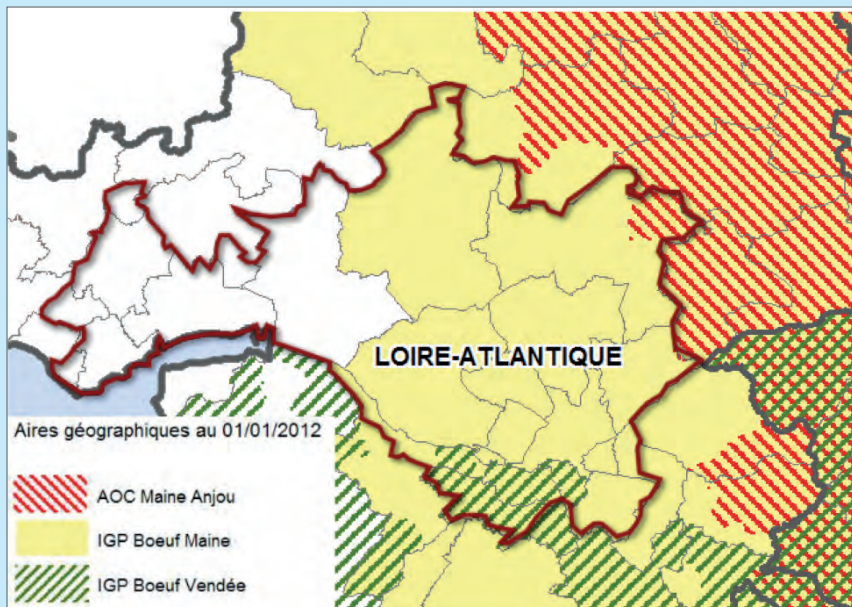 LOIRE-ATLANTIQUE
Aires géographiques au 01/01/2012
AOC Maine Anjou
IGP Boeuf Maine
IGP Boeuf Vendée